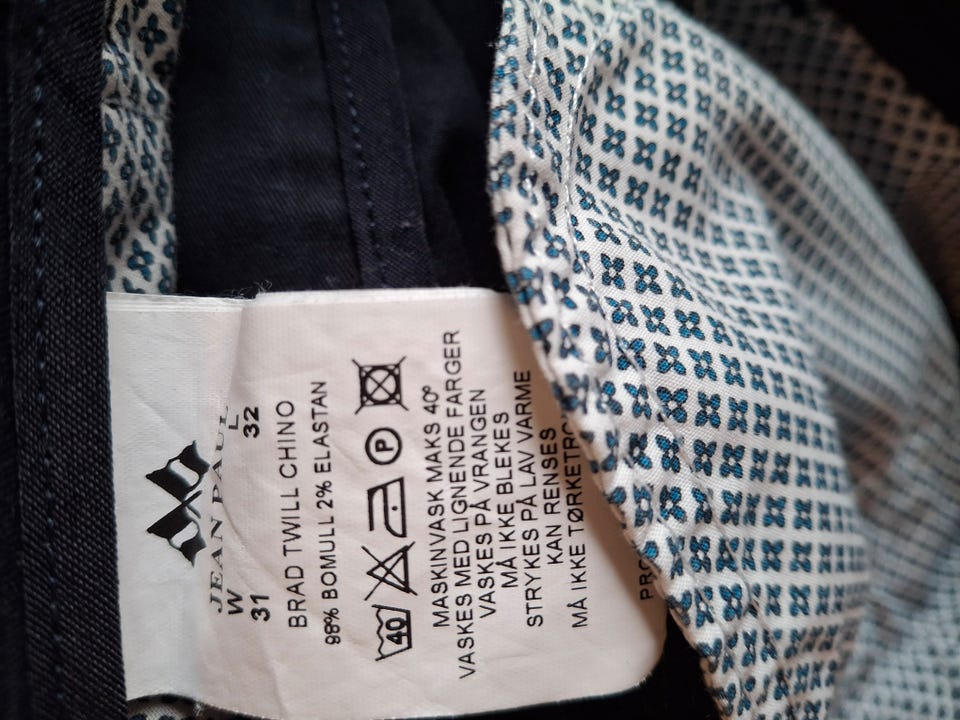 JEAN PAUL
W L
31 32
BRAD TWILL CHINO
98% BOMULL 2% ELASTAN
40 P
MASKINVASK MAKS 40°
VASKES MED LIGNENDE FARGER
VASKES PÅ VRANGEN
MÅ IKKE BLEKES
STRYKES PÅ LAV VARME
KAN RENSES
MÅ IKKE